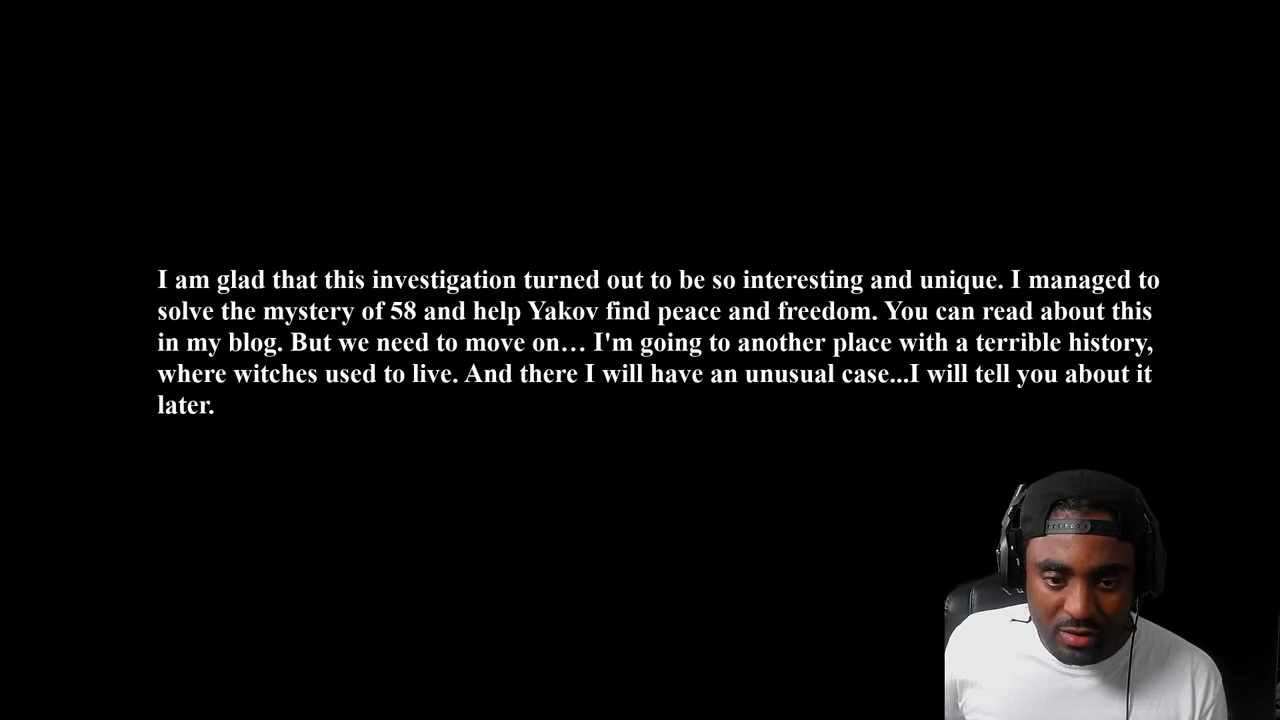 I am glad that this investigation turned out to be so interesting and unique. I managed to
solve the mystery of 58 and help Yakov find peace and freedom. You can read about this
in my blog. But we need to move on… I'm going to another place with a terrible history,
where witches used to live. And there I will have an unusual case...I will tell you about it
later.